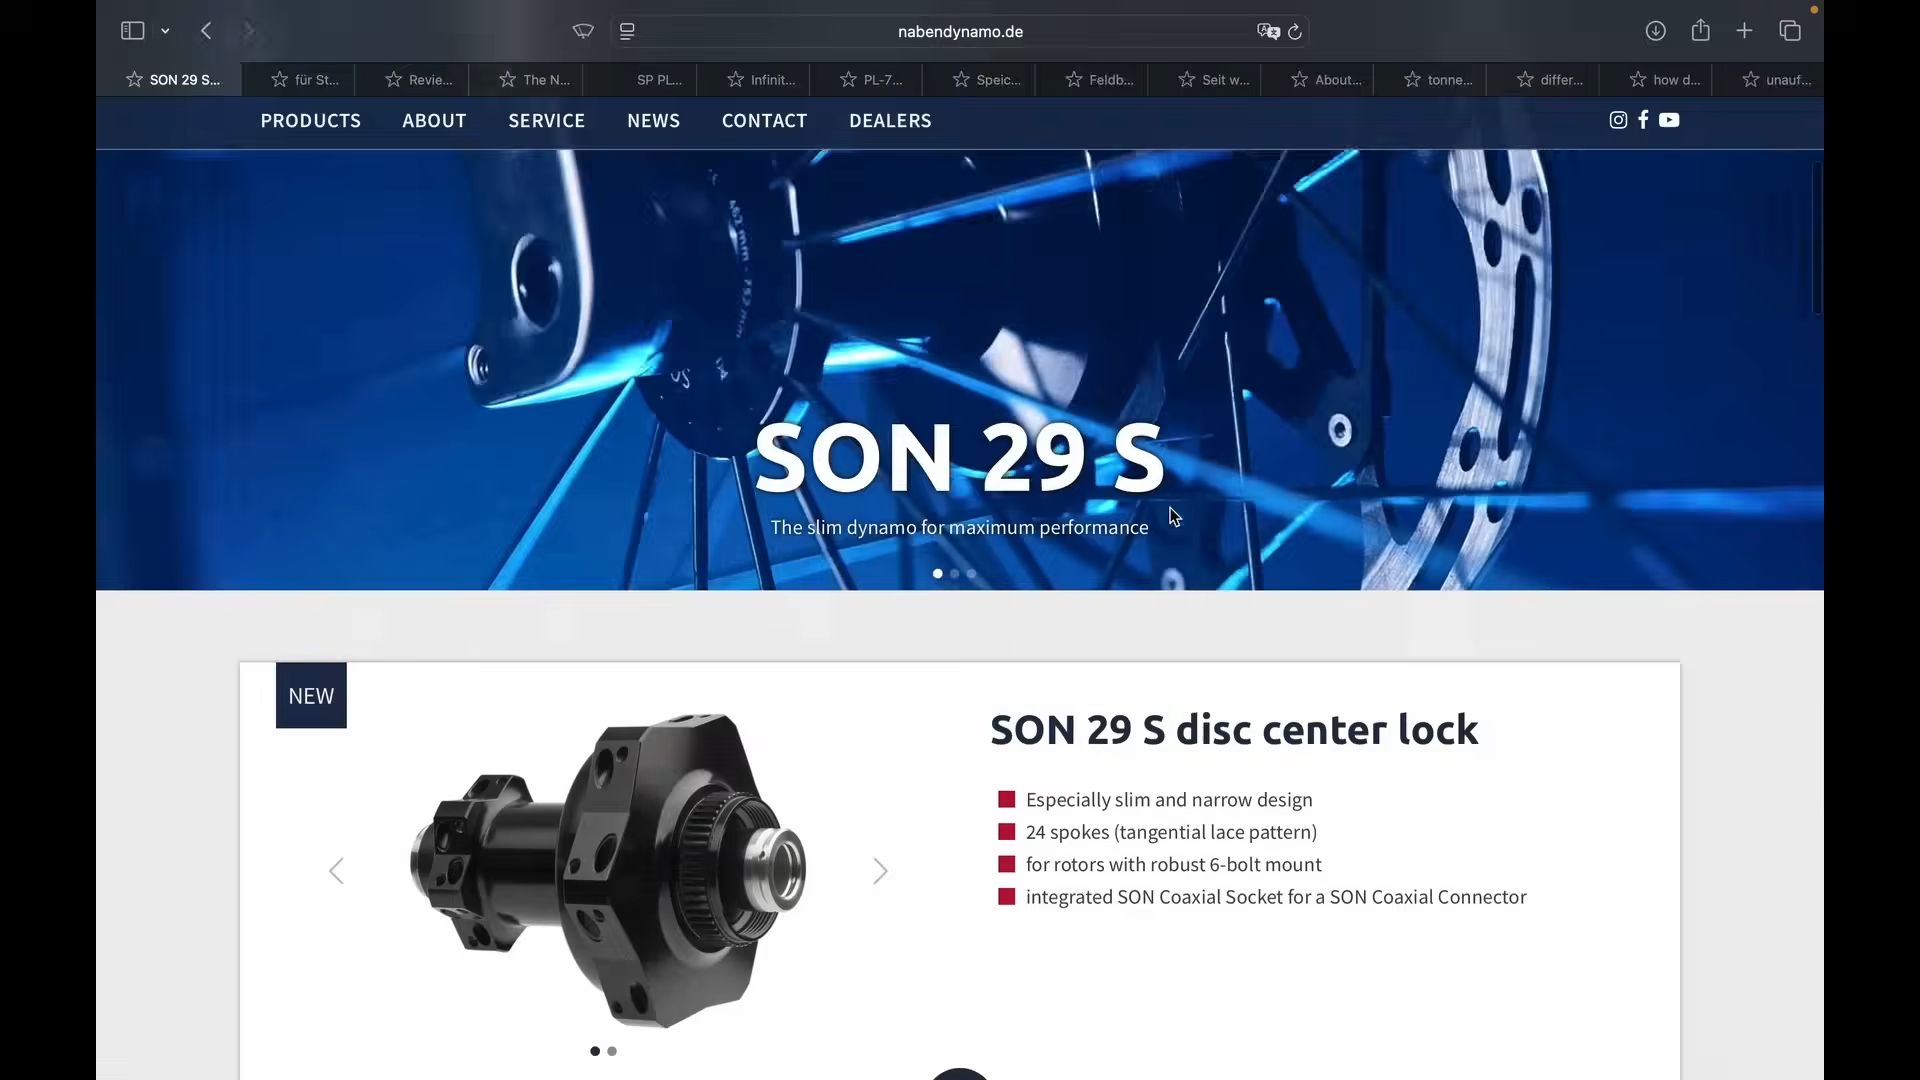 nabendynamo.de
SON 29 S... für St... Revie... The N... SP PL... Infinit... PL-7... Speic... Feldb... Seit w... About... tonne... differ... how d... unauf...
PRODUCTS ABOUT SERVICE NEWS CONTACT DEALERS
SON 29 S
The slim dynamo for maximum performance
NEW
SON 29 S disc center lock
Especially slim and narrow design
24 spokes (tangential lace pattern)
for rotors with robust 6-bolt mount
integrated SON Coaxial Socket for a SON Coaxial Connector